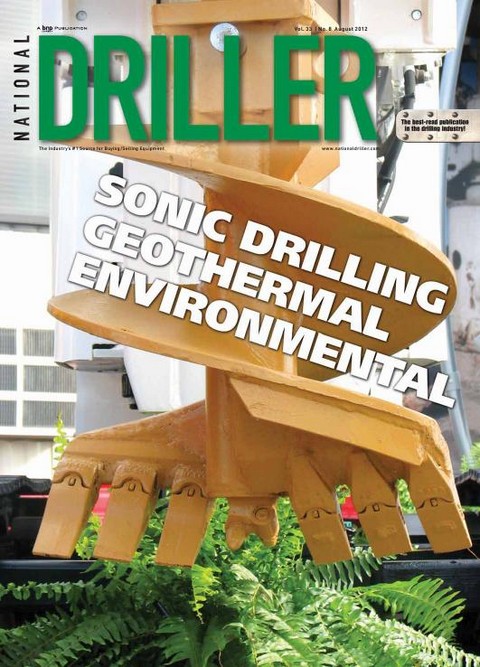 A bnp PUBLICATION
Vol. 33 | No. 8 August 2012
NATIONAL
DRILLER
The best-read publication
in the drilling industry!
The Industry's #1 Source for Buying/Selling Equipment
www.nationaldriller.com
SONIC DRILLING
GEOTHERMAL
ENVIRONMENTAL